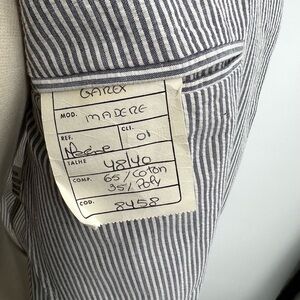 GAREX
MOD. MADERE
REF. CLI.
01
TAILLE 48/40
COMP. 65/Coton
35/Poly
COD. 8458